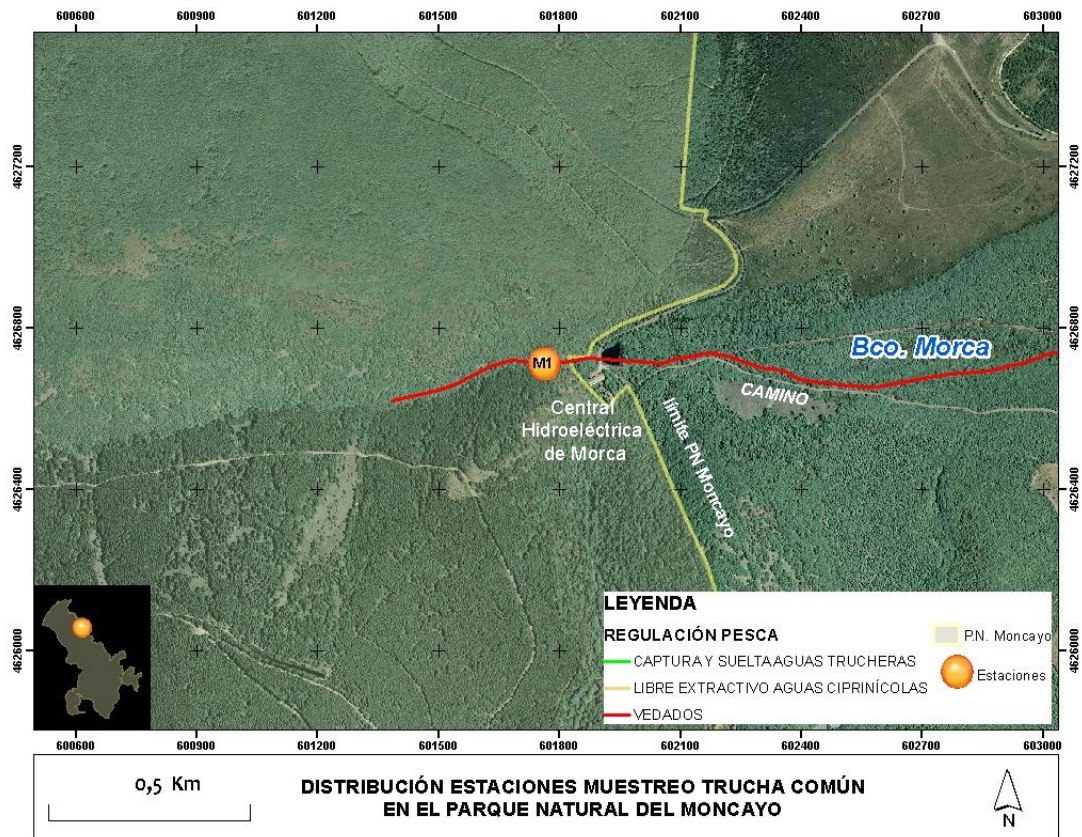 600600 600900 601200 601500 601800 602100 602400 602700 603000
4627200 4627200
4626800 4626800
Bco. Morca
M1
CAMINO
Central
Hidroeléctrica
de Morca
límite PN Moncayo
4626400 4626400
LEYENDA
REGULACIÓN PESCA
CAPTURA Y SUELTA AGUAS TRUCHERAS
LIBRE EXTRACTIVO AGUAS CIPRINÍCOLAS
VEDADOS
P.N. Moncayo
Estaciones
4626000 4626000
600600 600900 601200 601500 601800 602100 602400 602700 603000
0,5 Km
DISTRIBUCIÓN ESTACIONES MUESTREO TRUCHA COMÚN
EN EL PARQUE NATURAL DEL MONCAYO
N